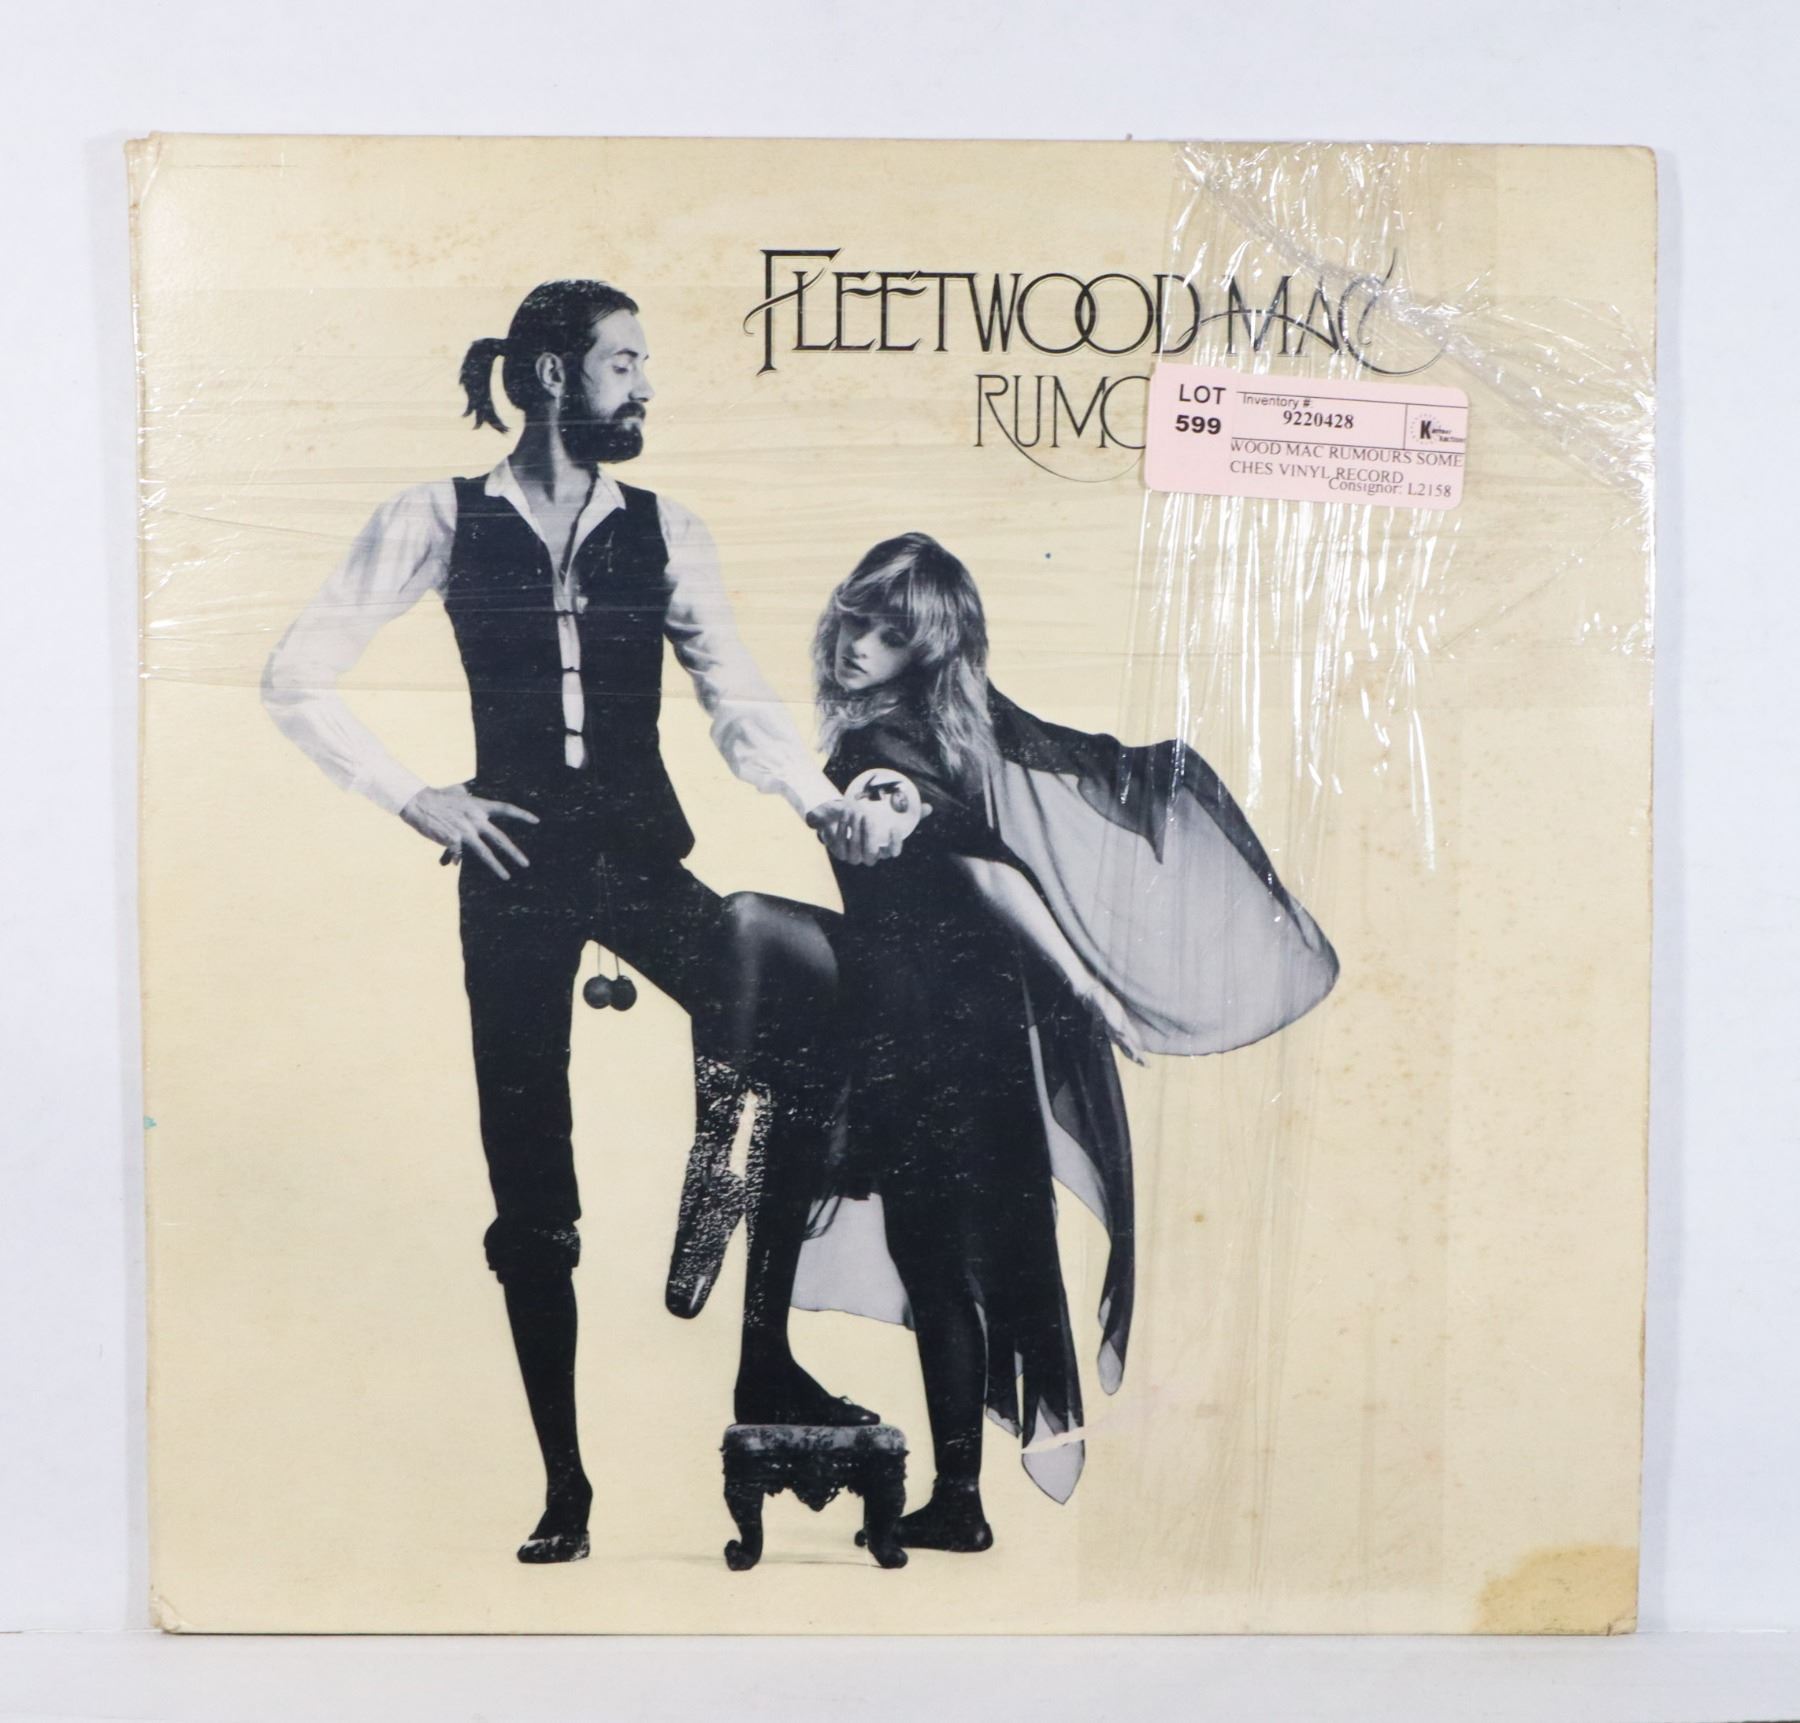 FLEETWOOD MAC
RUMO
LOT
599
Inventory #:
9220428
WOOD MAC RUMOURS SOME
CHES VINYL RECORD
Consignor: L2158